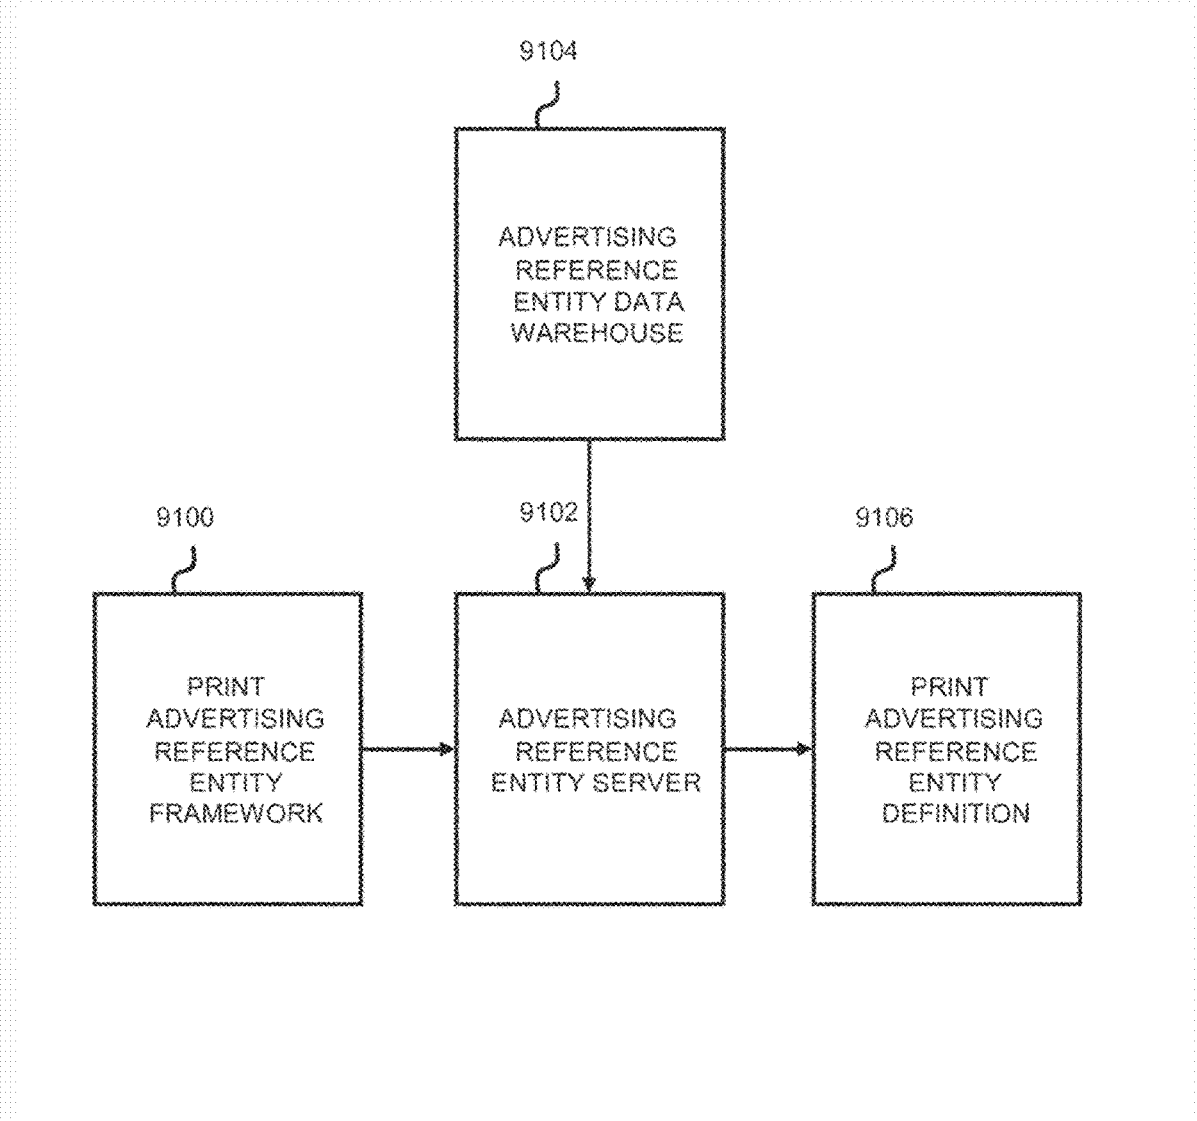 9104
ADVERTISING
REFERENCE
ENTITY DATA
WAREHOUSE
9100
9102
9106
PRINT
ADVERTISING
REFERENCE
ENTITY
FRAMEWORK
ADVERTISING
REFERENCE
ENTITY SERVER
PRINT
ADVERTISING
REFERENCE
ENTITY
DEFINITION